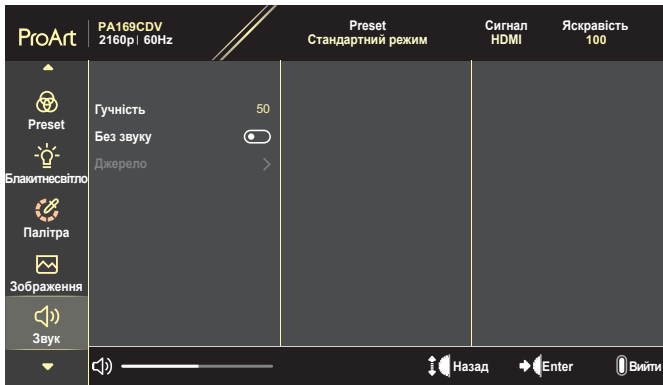 ProArt
PA169CDV
2160p| 60Hz
Preset
Стандартний режим
Сигнал
HDMI
Яскравість
100
Preset
Блакитнесвітло
Палітра
Зображення
Звук
Гучність 50
Без звуку
Джерело
Назад
Enter
Вийти